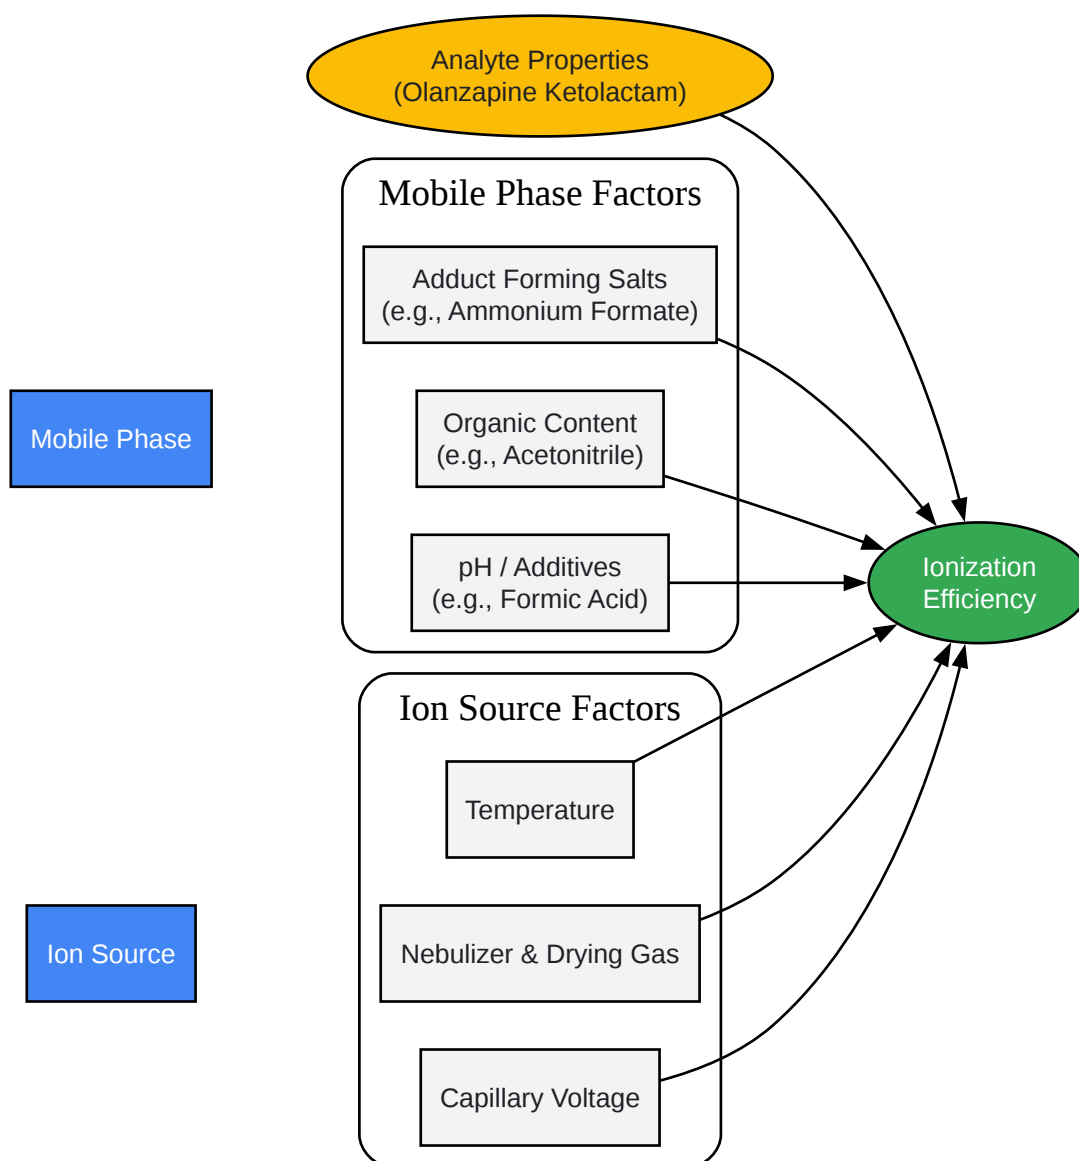 Analyte Properties
(Olanzapine Ketolactam)
Mobile Phase Factors
Adduct Forming Salts
(e.g., Ammonium Formate)
Mobile Phase
Organic Content
(e.g., Acetonitrile)
pH / Additives
(e.g., Formic Acid)
Ionization
Efficiency
Ion Source Factors
Temperature
Ion Source
Nebulizer & Drying Gas
Capillary Voltage